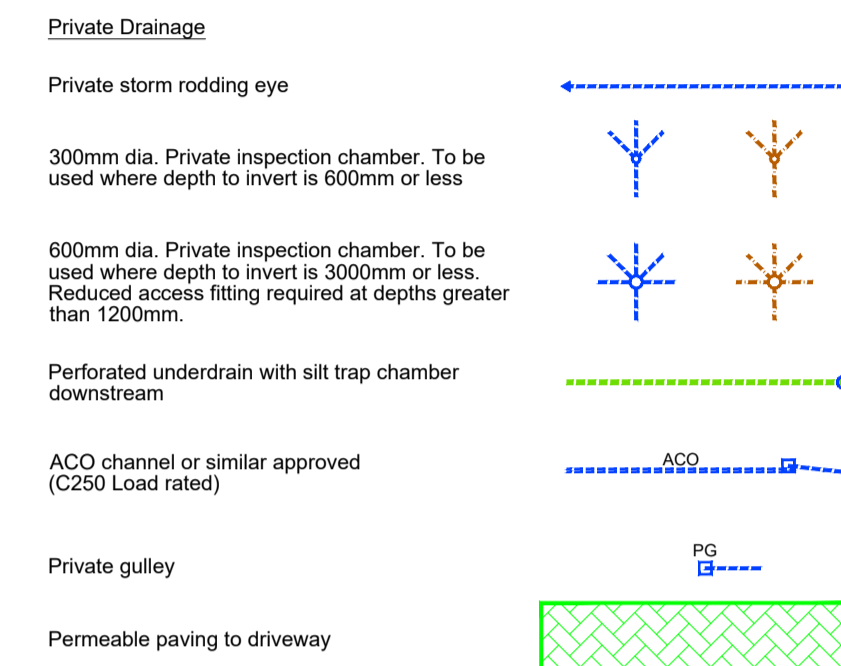 Private Drainage
Private storm rodding eye
300mm dia. Private inspection chamber. To be
used where depth to invert is 600mm or less
600mm dia. Private inspection chamber. To be
used where depth to invert is 3000mm or less.
Reduced access fitting required at depths greater
than 1200mm.
Perforated underdrain with silt trap chamber
downstream
ACO channel or similar approved
(C250 Load rated)
ACO
Private gulley
PG
Permeable paving to driveway